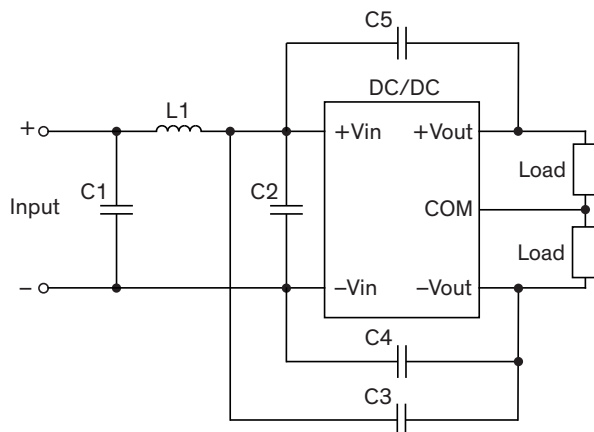 C5
DC/DC
L1
+
+Vin
+Vout
Load
C1
C2
Input
COM
Load
–
–Vin
–Vout
C4
C3